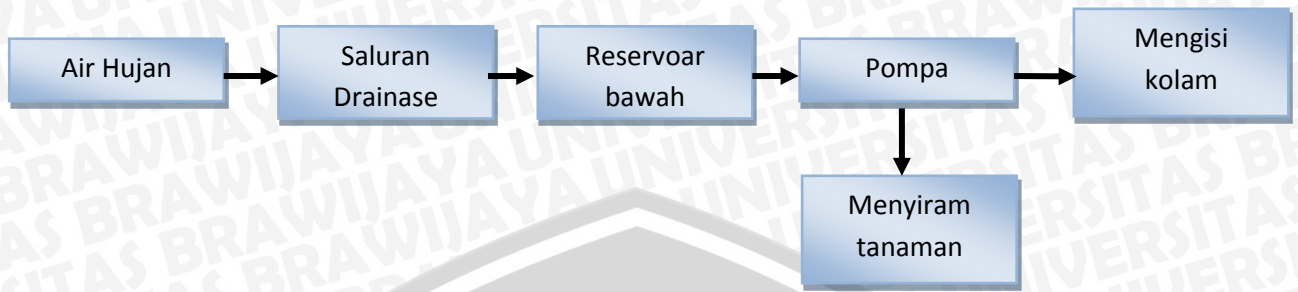 Air Hujan
Saluran
Drainase
Reservoar
bawah
Pompa
Mengisi
kolam
Menyiram
tanaman